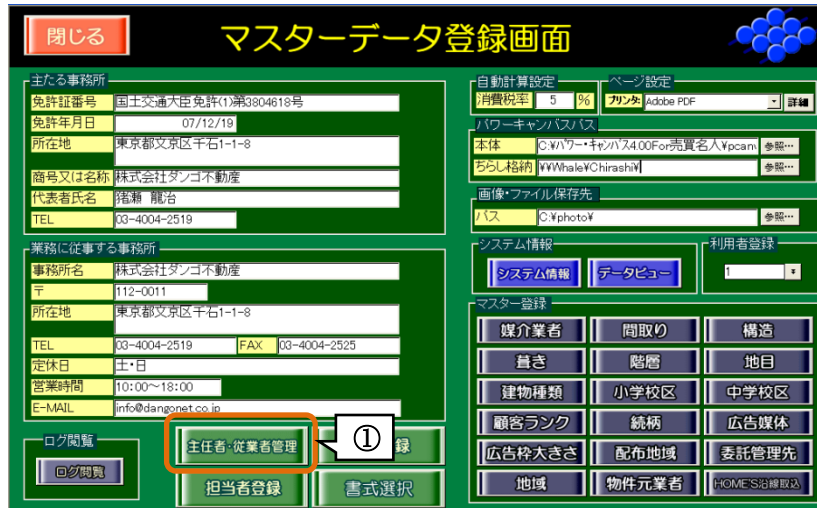 閉じる
マスターデータ登録画面
主たる事務所
免許証番号 国土交通大臣免許(1)第3804618号
免許年月日 07/12/19
所在地 東京都文京区千石1-1-8
商号又は名称 株式会社ダンゴ不動産
代表者氏名 猪瀬 龍治
TEL 03-4004-2519
業務に従事する事務所
事務所名 株式会社ダンゴ不動産
〒 112-0011
所在地 東京都文京区千石1-1-8
TEL 03-4004-2519 FAX 03-4004-2525
定休日 土・日
営業時間 10:00～18:00
E-MAIL info@dangonet.co.jp
ログ閲覧
ログ閲覧
主任者・従業者管理 ① 録
担当者登録 書式選択
自動計算設定
消費税率 5 %
ページ設定
プリンタ: Adobe PDF 詳細
パワーキャンバスパス
本体 C:¥パワー・キャンパス4.00For売買名人¥pcanv 参照…
ちらし格納 ¥¥Whale¥Chirashi¥ 参照…
画像・ファイル保存先
パス C:¥photo¥ 参照…
システム情報
システム情報 データビュー
利用者登録
1
マスター登録
媒介業者 間取り 構造
葺き 階層 地目
建物種類 小学校区 中学校区
顧客ランク 続柄 広告媒体
広告枠大きさ 配布地域 委託管理先
地域 物件元業者 HOME'S沿線取込